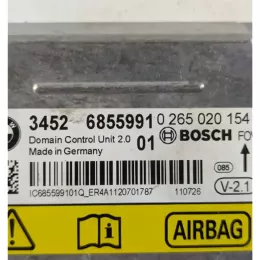 3452 6855991 0 265 020 154
Domain Control Unit 2.0 01 BOSCH FOV
Made in Germany
085
IC685599101Q_ER4A1120701787 110726 V-2.1
i AIRBAG